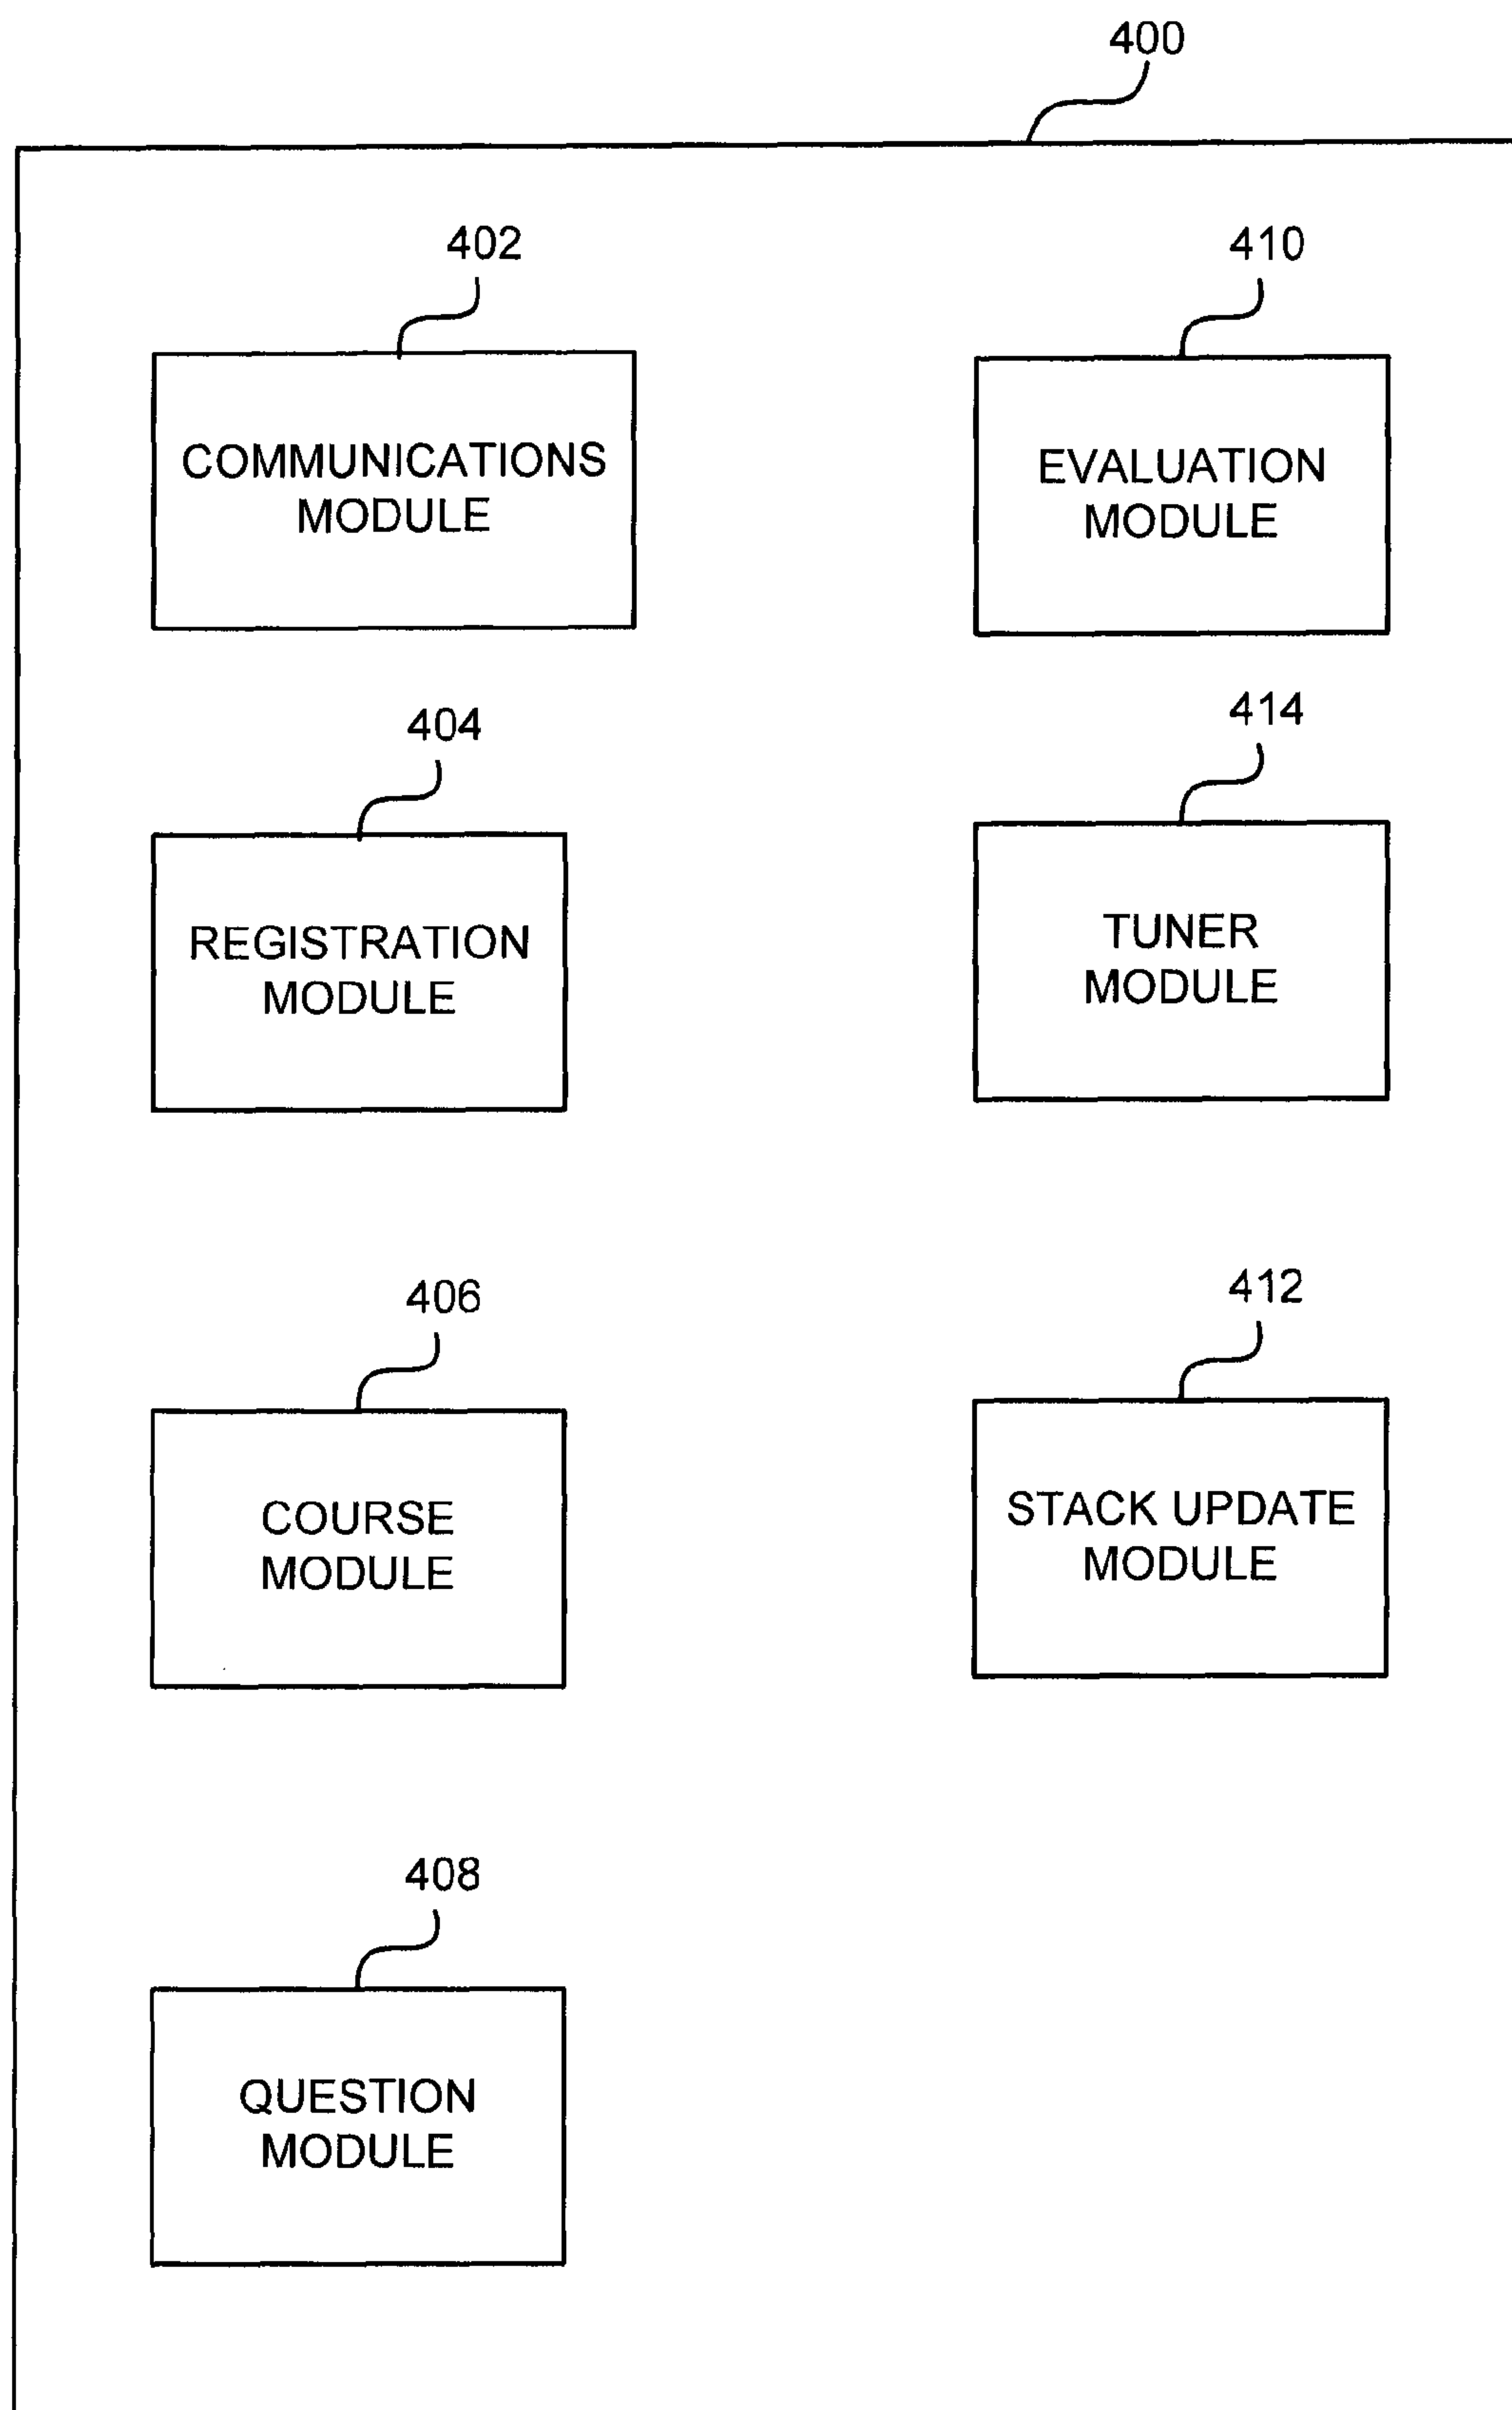 400
402
COMMUNICATIONS
MODULE
410
EVALUATION
MODULE
404
REGISTRATION
MODULE
414
TUNER
MODULE
406
COURSE
MODULE
412
STACK UPDATE
MODULE
408
QUESTION
MODULE